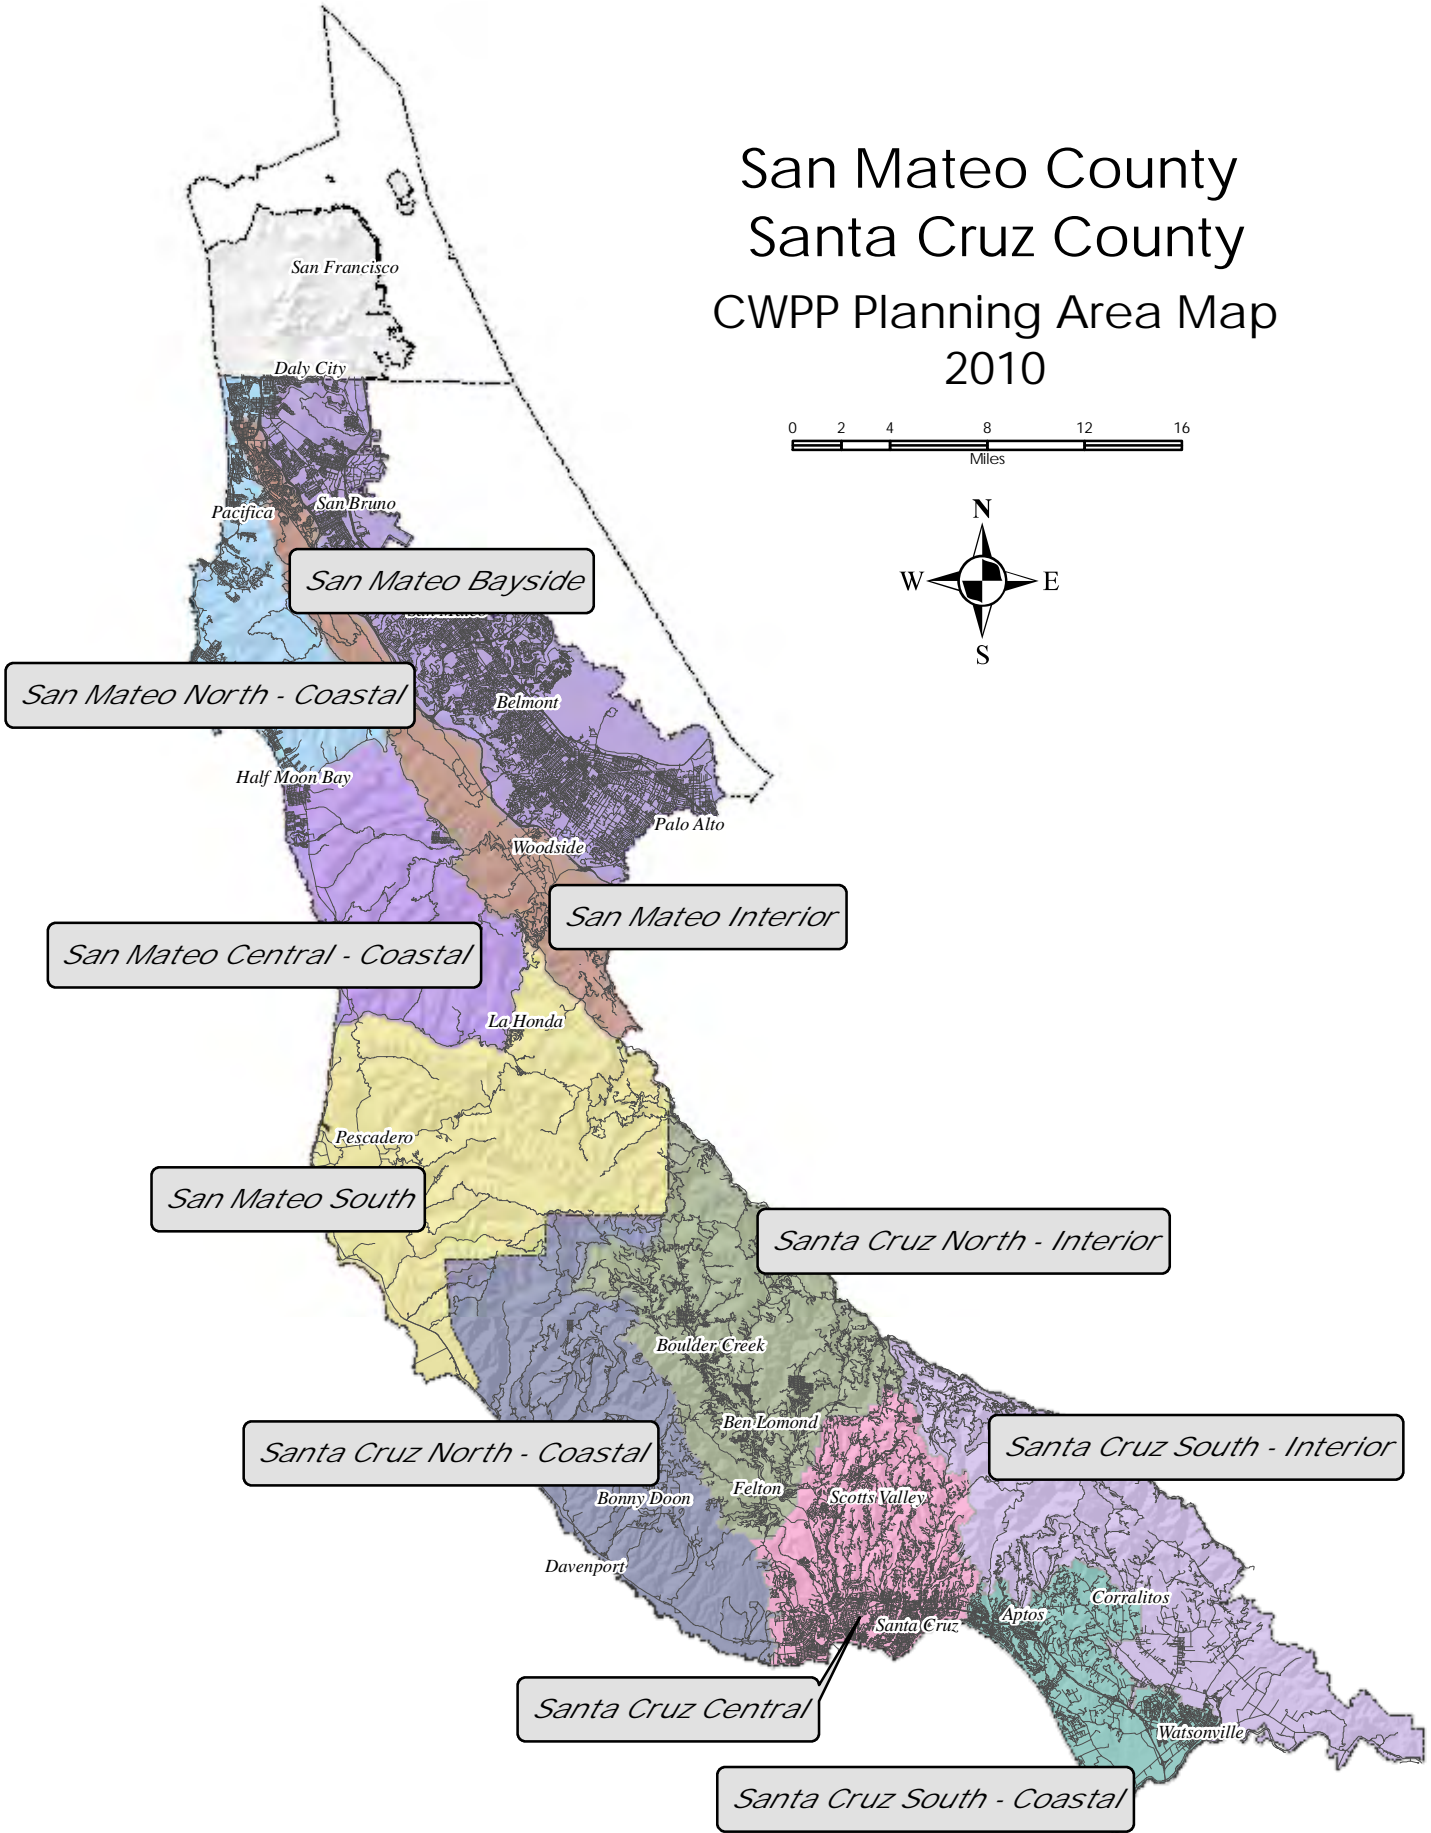 San Mateo County
Santa Cruz County
CWPP Planning Area Map
2010
0 2 4 8 12 16
Miles
N
W E
S
San Francisco
Daly City
San Bruno
Pacifica
San Mateo Bayside
San Mateo
San Mateo North - Coastal
Belmont
Half Moon Bay
Palo Alto
Woodside
San Mateo Interior
San Mateo Central - Coastal
La Honda
Pescadero
San Mateo South
Santa Cruz North - Interior
Boulder Creek
Ben Lomond
Santa Cruz South - Interior
Santa Cruz North - Coastal
Felton
Scotts Valley
Bonny Doon
Davenport
Corralitos
Aptos
Santa Cruz
Santa Cruz Central
Watsonville
Santa Cruz South - Coastal